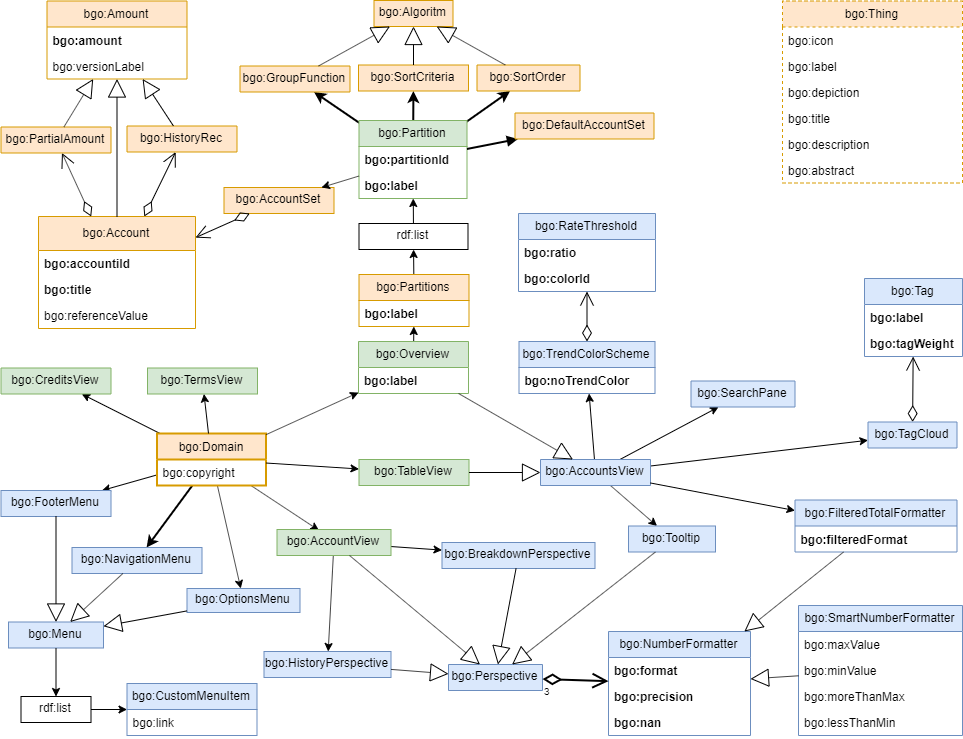 bgo:Amount
bgo:amount
bgo:versionLabel
bgo:Algoritm
bgo:Thing
bgo:icon
bgo:label
bgo:depiction
bgo:title
bgo:description
bgo:abstract
bgo:GroupFunction
bgo:SortCriteria
bgo:SortOrder
bgo:PartialAmount
bgo:HistoryRec
bgo:Partition
bgo:partitionId
bgo:label
bgo:DefaultAccountSet
bgo:AccountSet
bgo:Account
bgo:accountiId
bgo:title
bgo:referenceValue
rdf:list
bgo:RateThreshold
bgo:ratio
bgo:colorId
bgo:Partitions
bgo:label
bgo:Tag
bgo:label
bgo:tagWeight
bgo:Overview
bgo:label
bgo:TrendColorScheme
bgo:noTrendColor
bgo:CreditsView
bgo:TermsView
bgo:SearchPane
bgo:TagCloud
bgo:Domain
bgo:copyright
bgo:TableView
bgo:AccountsView
bgo:FooterMenu
bgo:FilteredTotalFormatter
bgo:filteredFormat
bgo:NavigationMenu
bgo:AccountView
bgo:BreakdownPerspective
bgo:Tooltip
bgo:OptionsMenu
bgo:Menu
bgo:HistoryPerspective
bgo:Perspective
3
bgo:NumberFormatter
bgo:format
bgo:precision
bgo:nan
bgo:SmartNumberFormatter
bgo:maxValue
bgo:minValue
bgo:moreThanMax
bgo:lessThanMin
rdf:list
bgo:CustomMenuItem
bgo:link